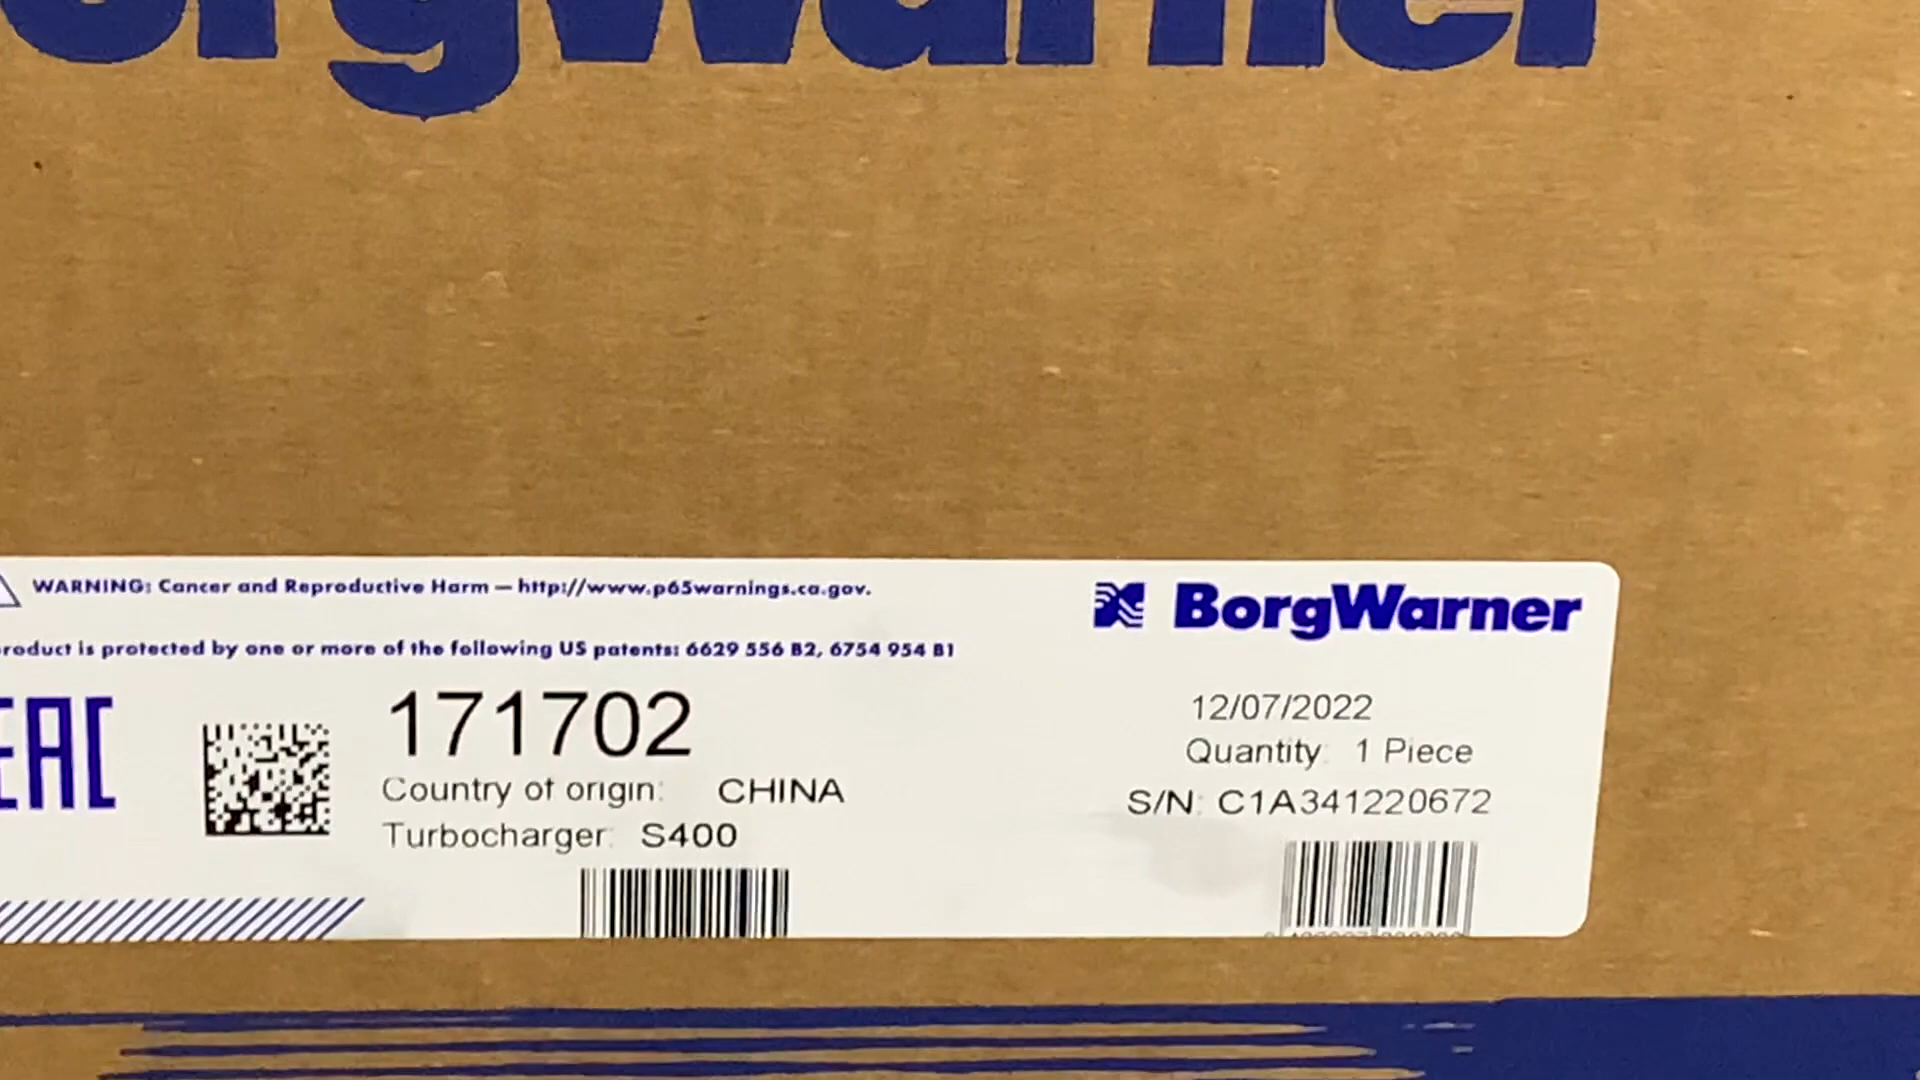 orgWarner
WARNING: Cancer and Reproductive Harm — http://www.p65warnings.ca.gov.
roduct is protected by one or more of the following US patents: 6629 556 B2, 6754 954 B1
BorgWarner
EAC
171702
Country of origin: CHINA
Turbocharger: S400
12/07/2022
Quantity: 1 Piece
S/N: C1A341220672